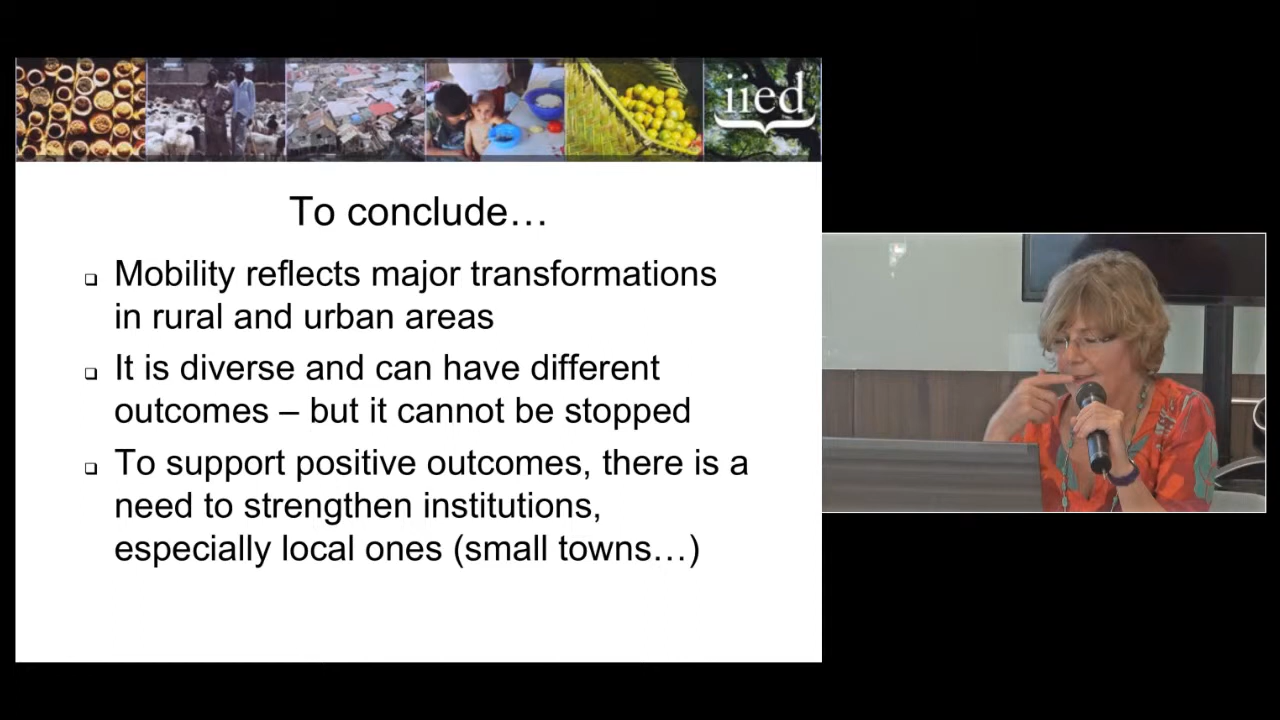 iied
To conclude…
Mobility reflects major transformations
in rural and urban areas
It is diverse and can have different
outcomes – but it cannot be stopped
To support positive outcomes, there is a
need to strengthen institutions,
especially local ones (small towns…)